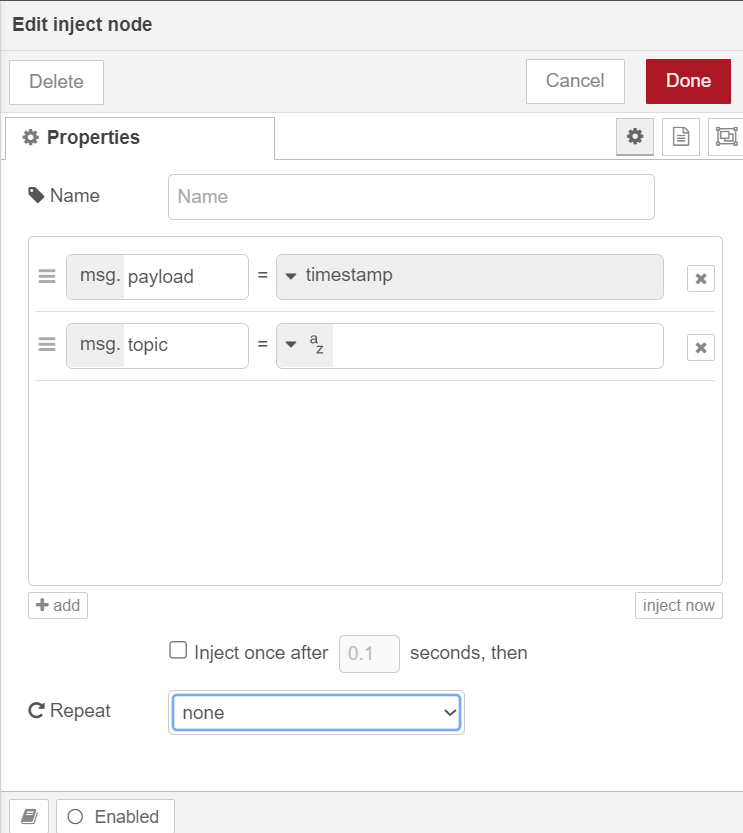 Edit inject node
Delete Cancel Done
Properties
Name Name
msg. payload = timestamp
msg. topic = az
add inject now
Inject once after 0.1 seconds, then
Repeat none
Enabled